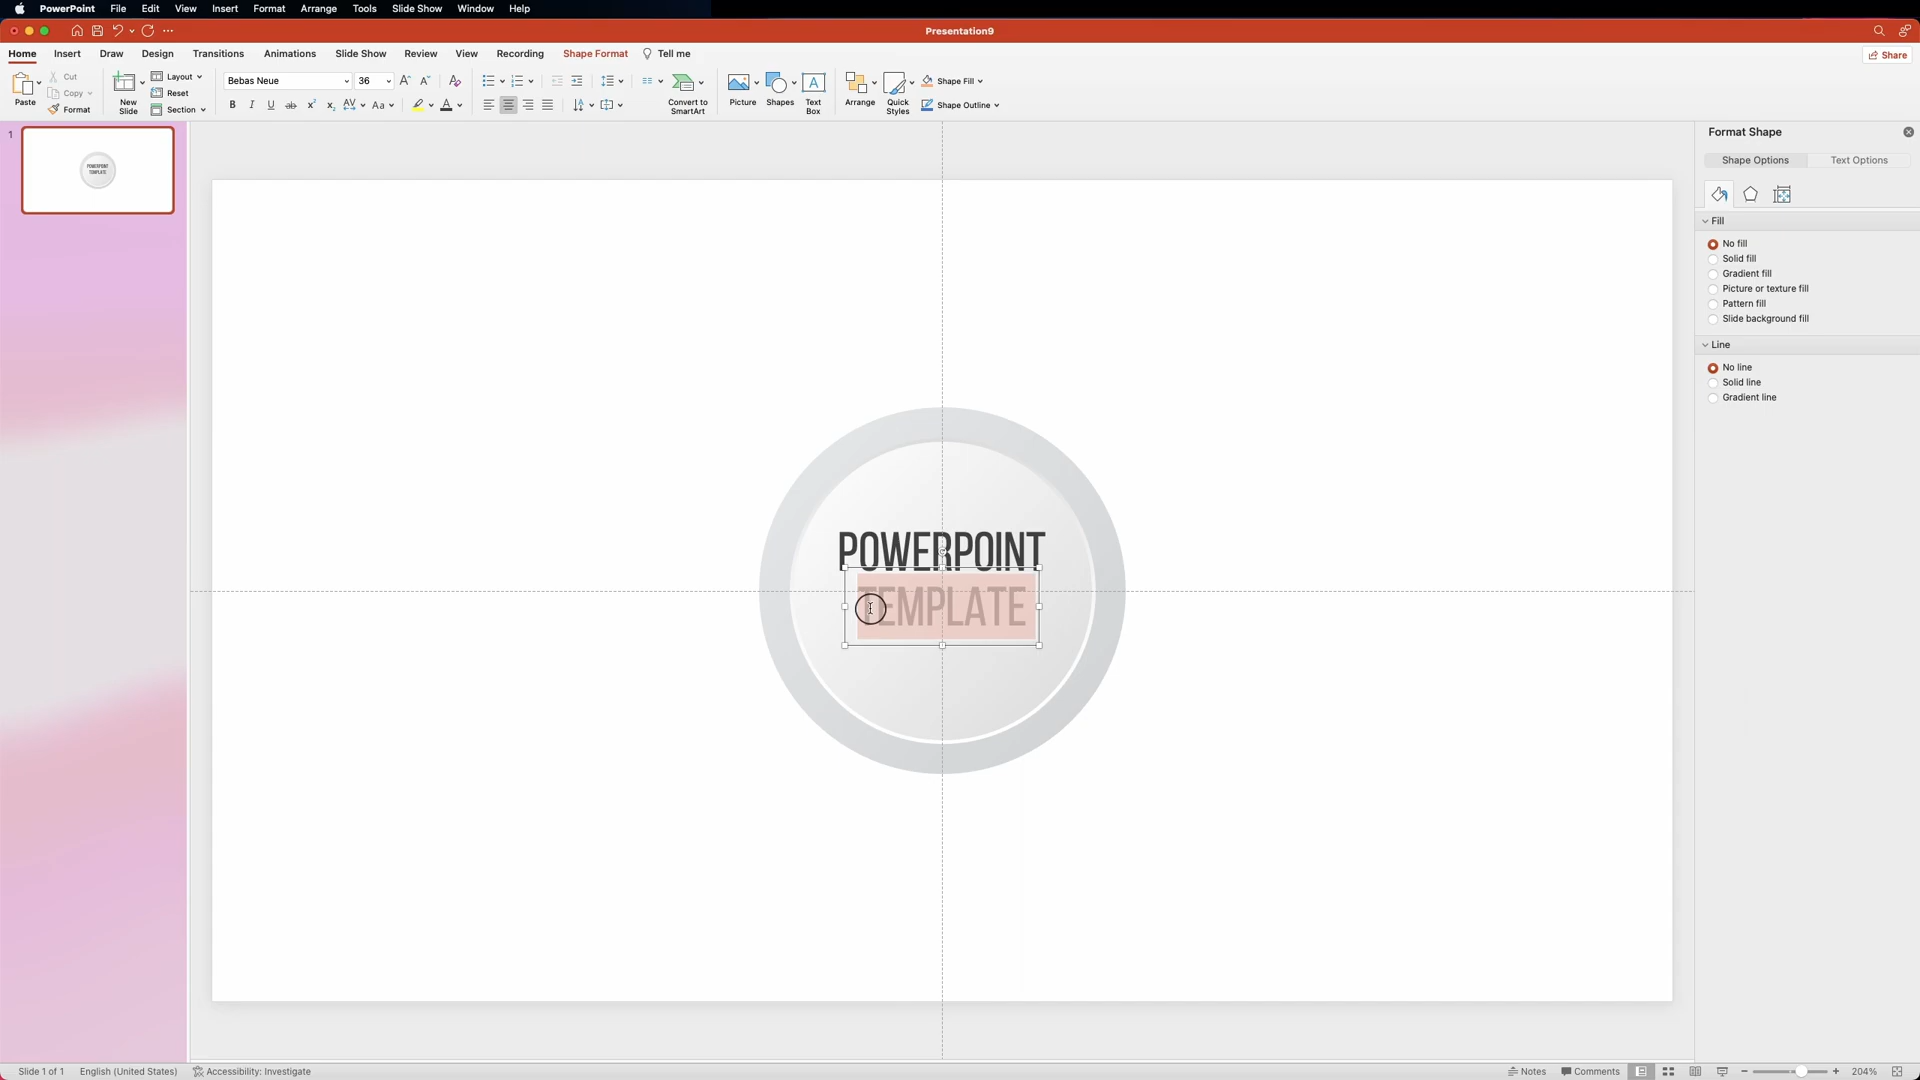 PowerPoint File Edit View Insert Format Arrange Tools Slide Show Window Help
Presentation9
Home Insert Draw Design Transitions Animations Slide Show Review View Recording Shape Format Tell me Share
Paste Cut Copy Format
New Slide Layout Reset Section
Bebas Neue 36
Convert to SmartArt
Picture Shapes Text Box
Arrange Quick Styles Shape Fill Shape Outline
1
POWERPOINT
TEMPLATE
POWERPOINT
TEMPLATE
Format Shape
Shape Options Text Options
Fill
No fill
Solid fill
Gradient fill
Picture or texture fill
Pattern fill
Slide background fill
Line
No line
Solid line
Gradient line
Slide 1 of 1 English (United States) Accessibility: Investigate Notes Comments 204%